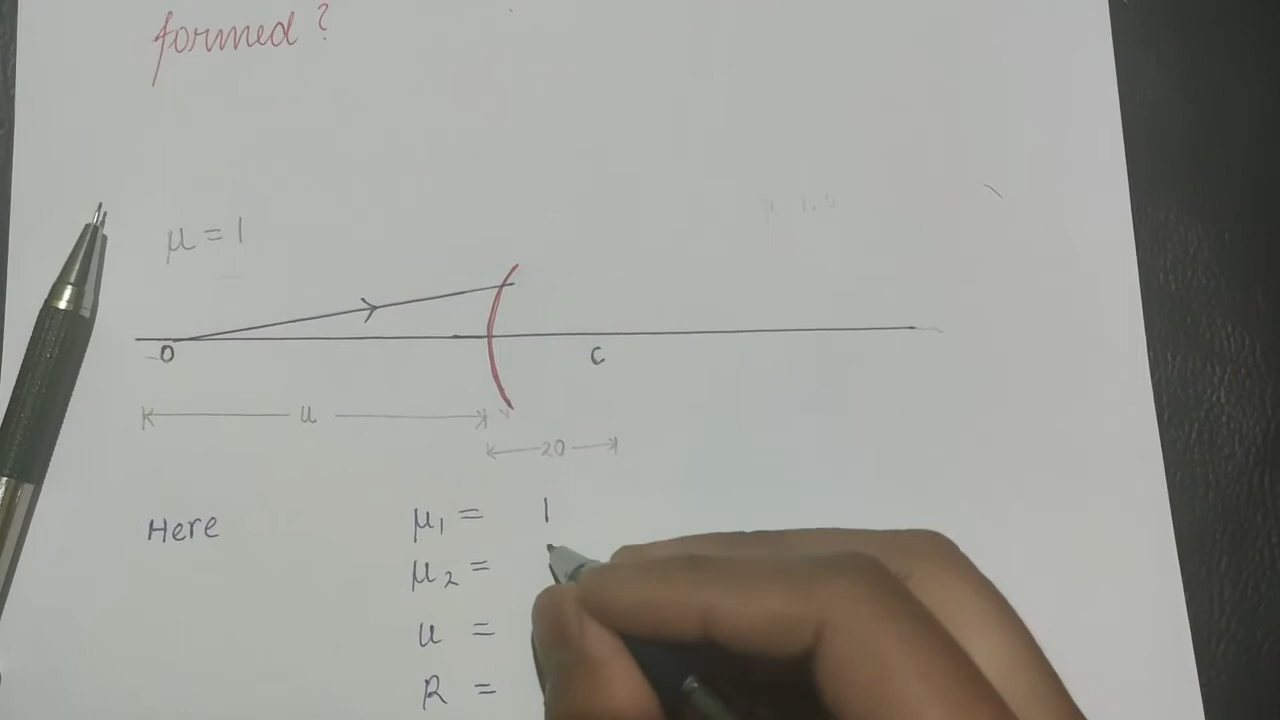 formed?
μ = 1
O
C
u
20
Here μ1 = 1
μ2 =
u =
R =